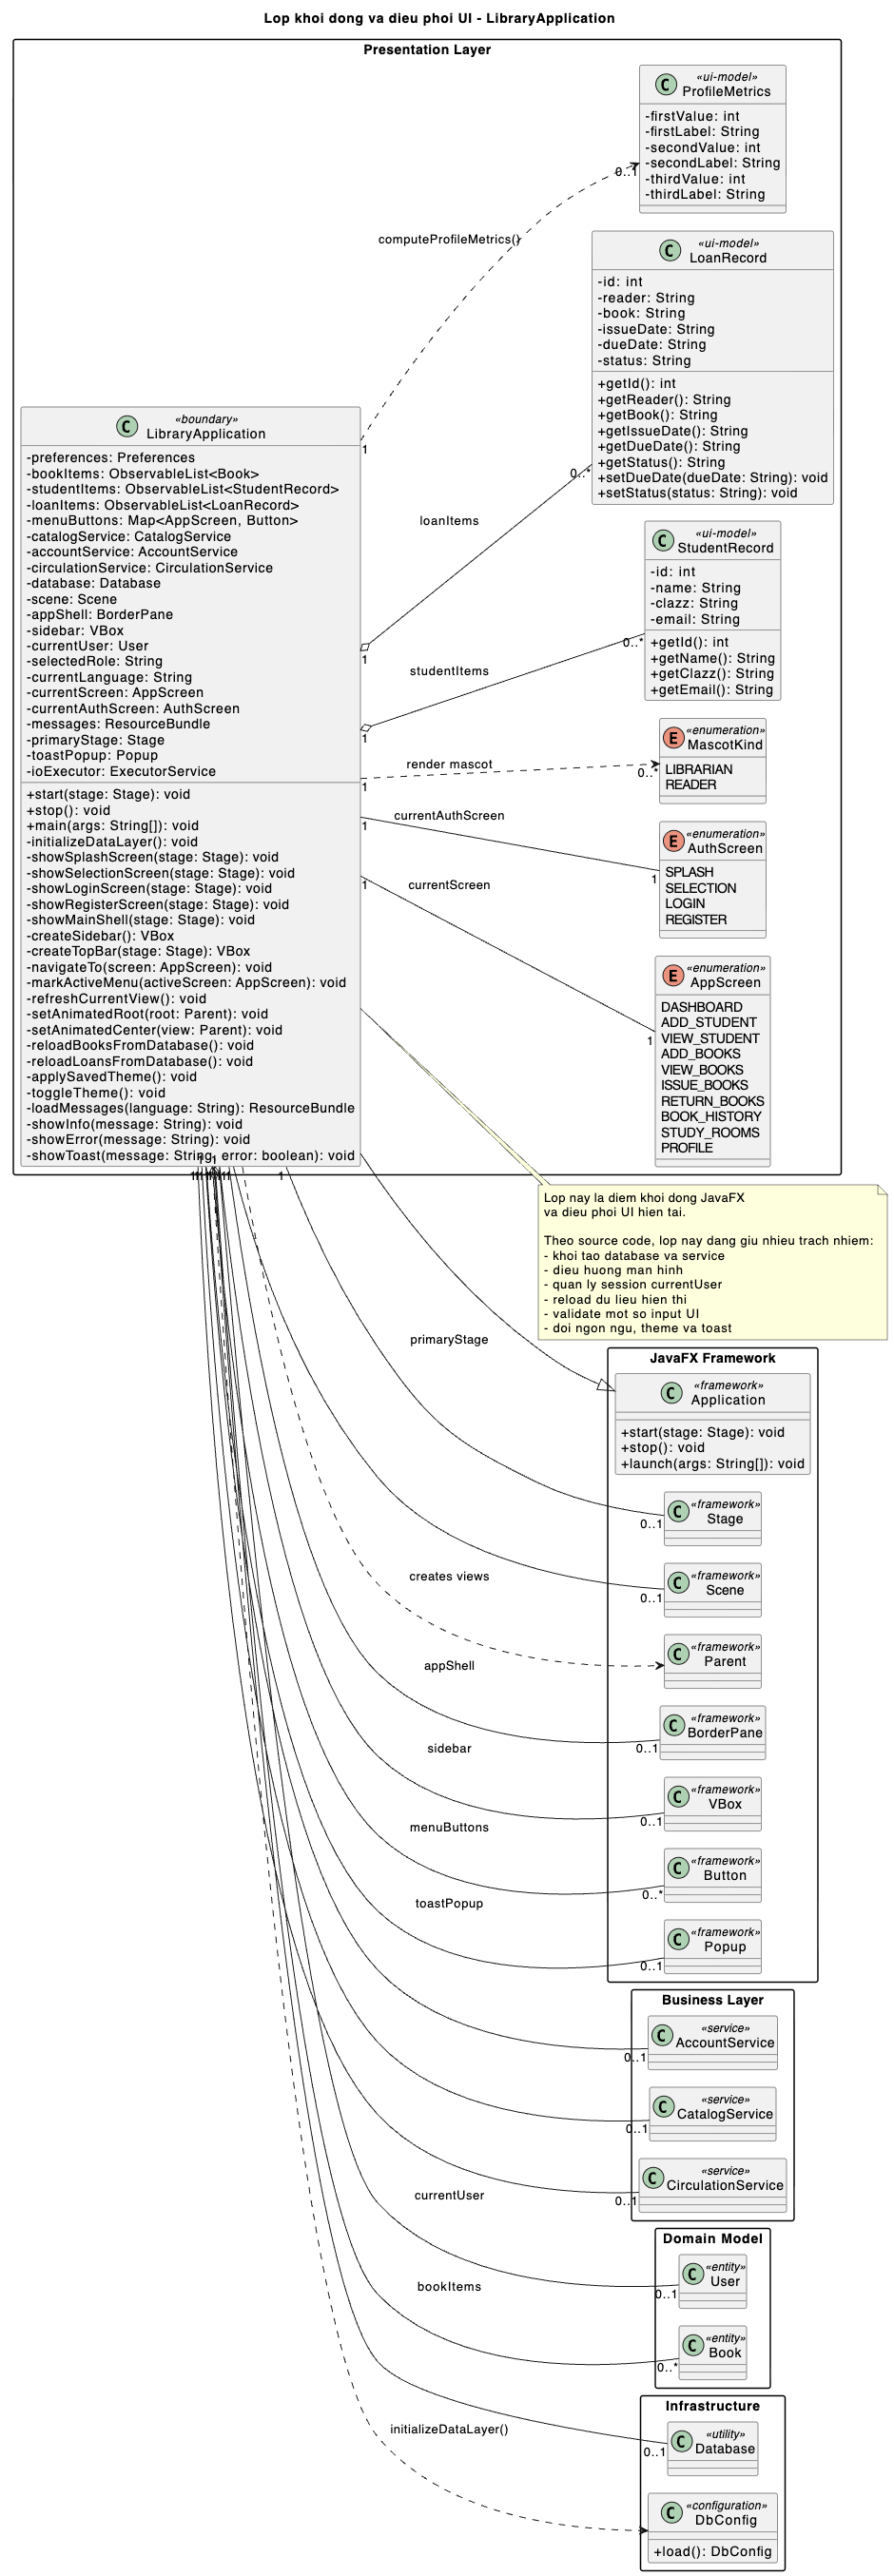 Lop khoi dong va dieu phoi UI - LibraryApplication
Presentation Layer
«ui-model»
ProfileMetrics
-firstValue: int
-firstLabel: String
-secondValue: int
-secondLabel: String
-thirdValue: int
-thirdLabel: String
0..1
computeProfileMetrics()
1
«ui-model»
LoanRecord
-id: int
-reader: String
-book: String
-issueDate: String
-dueDate: String
-status: String
+getId(): int
+getReader(): String
+getBook(): String
+getIssueDate(): String
+getDueDate(): String
+getStatus(): String
+setDueDate(dueDate: String): void
+setStatus(status: String): void
0..*
loanItems
1
«boundary»
LibraryApplication
-preferences: Preferences
-bookItems: ObservableList<Book>
-studentItems: ObservableList<StudentRecord>
-loanItems: ObservableList<LoanRecord>
-menuButtons: Map<AppScreen, Button>
-catalogService: CatalogService
-accountService: AccountService
-circulationService: CirculationService
-database: Database
-scene: Scene
-appShell: BorderPane
-sidebar: VBox
-currentUser: User
-selectedRole: String
-currentLanguage: String
-currentScreen: AppScreen
-currentAuthScreen: AuthScreen
-messages: ResourceBundle
-primaryStage: Stage
-toastPopup: Popup
-ioExecutor: ExecutorService
+start(stage: Stage): void
+stop(): void
+main(args: String[]): void
-initializeDataLayer(): void
-showSplashScreen(stage: Stage): void
-showSelectionScreen(stage: Stage): void
-showLoginScreen(stage: Stage): void
-showRegisterScreen(stage: Stage): void
-showMainShell(stage: Stage): void
-createSidebar(): VBox
-createTopBar(stage: Stage): VBox
-navigateTo(screen: AppScreen): void
-markActiveMenu(activeScreen: AppScreen): void
-refreshCurrentView(): void
-setAnimatedRoot(root: Parent): void
-setAnimatedCenter(view: Parent): void
-reloadBooksFromDatabase(): void
-reloadLoansFromDatabase(): void
-applySavedTheme(): void
-toggleTheme(): void
-loadMessages(language: String): ResourceBundle
-showInfo(message: String): void
-showError(message: String): void
-showToast(message: String, error: boolean): void
«ui-model»
StudentRecord
-id: int
-name: String
-clazz: String
-email: String
+getId(): int
+getName(): String
+getClazz(): String
+getEmail(): String
0..*
studentItems
1
«enumeration»
MascotKind
LIBRARIAN
READER
0..*
render mascot
1
«enumeration»
AuthScreen
SPLASH
SELECTION
LOGIN
REGISTER
1
currentAuthScreen
1
«enumeration»
AppScreen
DASHBOARD
ADD_STUDENT
VIEW_STUDENT
ADD_BOOKS
VIEW_BOOKS
ISSUE_BOOKS
RETURN_BOOKS
BOOK_HISTORY
STUDY_ROOMS
PROFILE
1
currentScreen
1
Lop nay la diem khoi dong JavaFX
va dieu phoi UI hien tai.
Theo source code, lop nay dang giu nhieu trach nhiem:
- khoi tao database va service
- dieu huong man hinh
- quan ly session currentUser
- reload du lieu hien thi
- validate mot so input UI
- doi ngon ngu, theme va toast
JavaFX Framework
«framework»
Application
+start(stage: Stage): void
+stop(): void
+launch(args: String[]): void
primaryStage
1
«framework»
Stage
0..1
«framework»
Scene
0..1
creates views
«framework»
Parent
appShell
«framework»
BorderPane
0..1
sidebar
«framework»
VBox
0..1
menuButtons
«framework»
Button
0..*
toastPopup
«framework»
Popup
0..1
Business Layer
«service»
AccountService
0..1
«service»
CatalogService
0..1
«service»
CirculationService
0..1
currentUser
Domain Model
«entity»
User
0..1
bookItems
«entity»
Book
0..*
Infrastructure
«utility»
Database
0..1
initializeDataLayer()
«configuration»
DbConfig
+load(): DbConfig